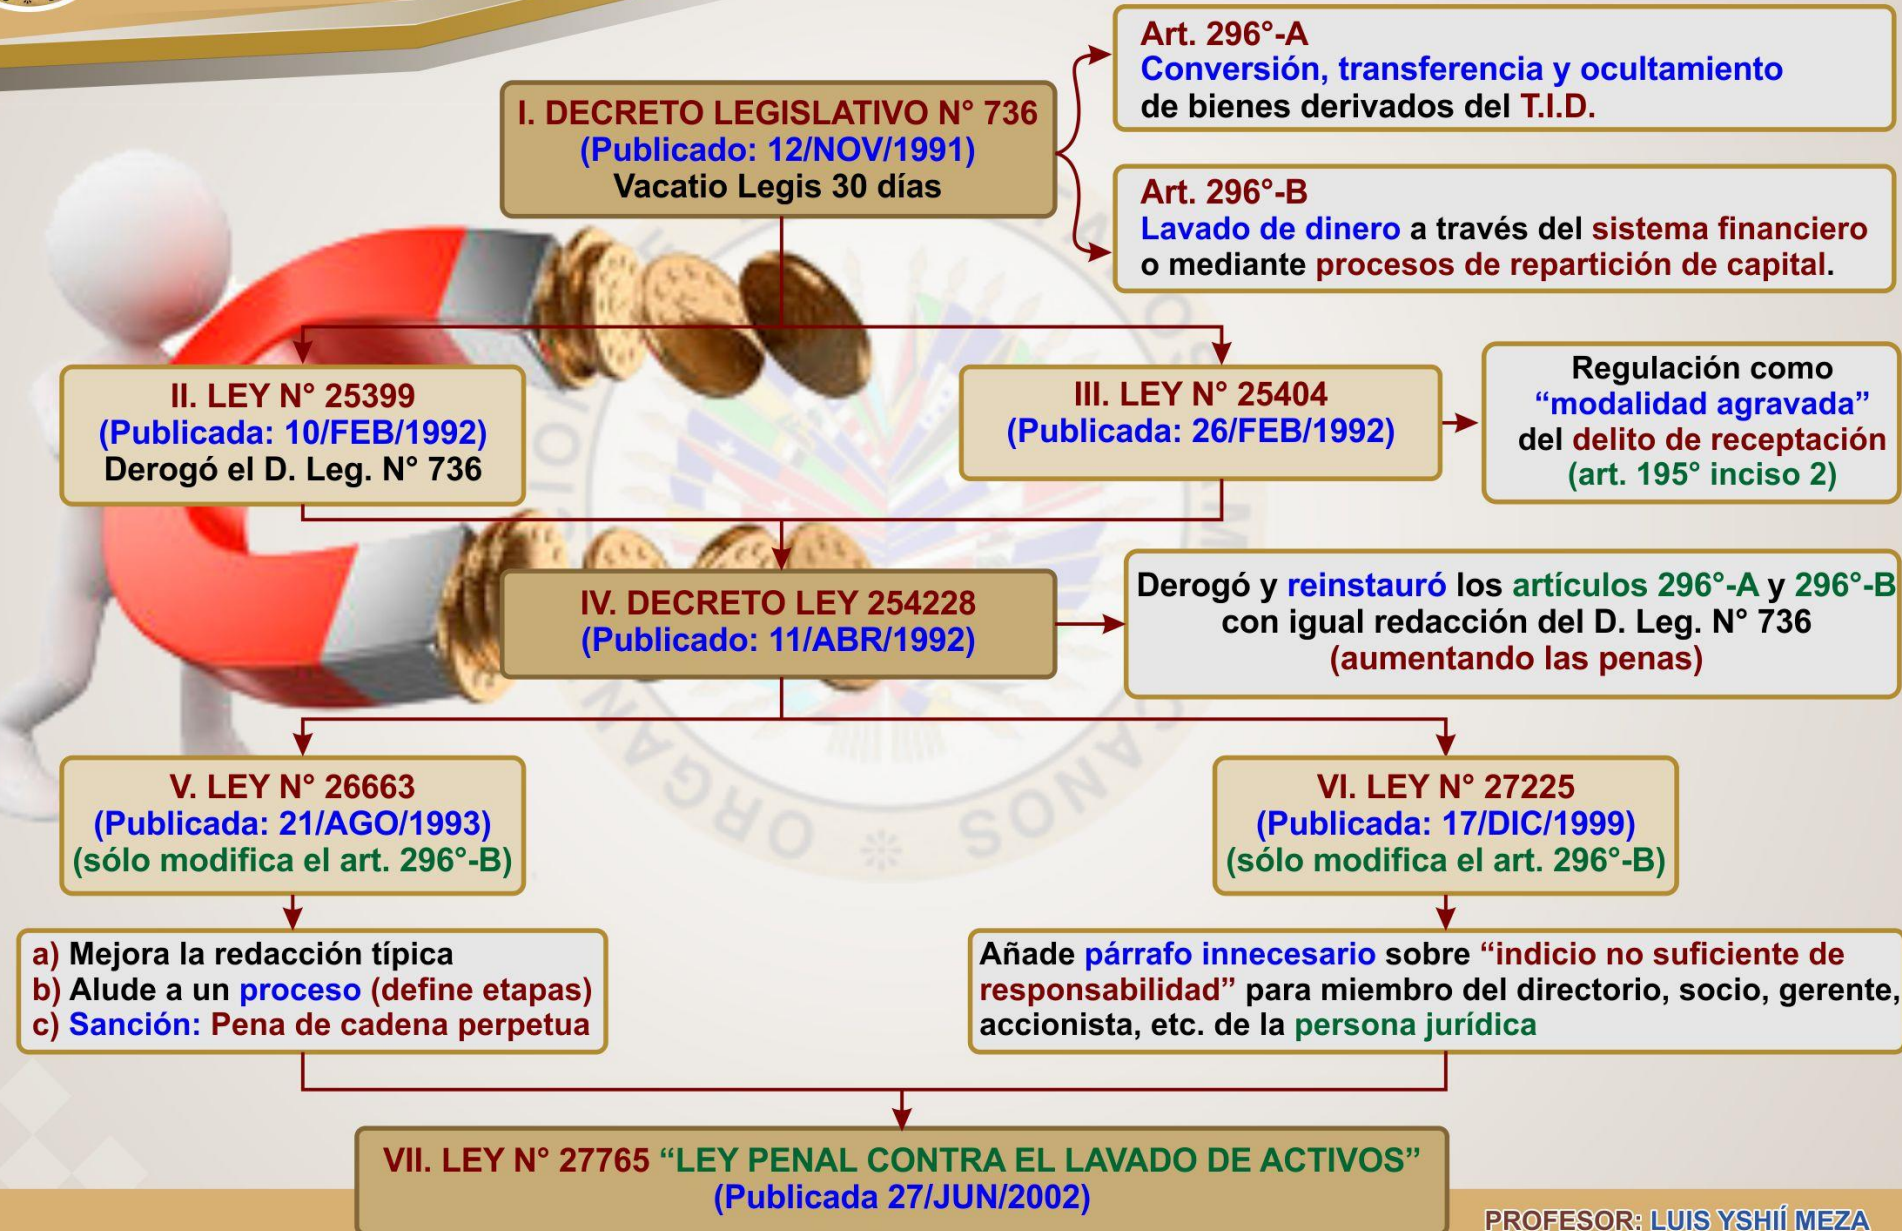 Art. 296°-A
Conversión, transferencia y ocultamiento
de bienes derivados del T.I.D.
I. DECRETO LEGISLATIVO N° 736
(Publicado: 12/NOV/1991)
Vacatio Legis 30 días
Art. 296°-B
Lavado de dinero a través del sistema financiero
o mediante procesos de repartición de capital.
II. LEY N° 25399
(Publicada: 10/FEB/1992)
Derogó el D. Leg. N° 736
III. LEY N° 25404
(Publicada: 26/FEB/1992)
Regulación como
“modalidad agravada”
del delito de receptación
(art. 195° inciso 2)
IV. DECRETO LEY 254228
(Publicado: 11/ABR/1992)
Derogó y reinstauró los artículos 296°-A y 296°-B
con igual redacción del D. Leg. N° 736
(aumentando las penas)
V. LEY N° 26663
(Publicada: 21/AGO/1993)
(sólo modifica el art. 296°-B)
VI. LEY N° 27225
(Publicada: 17/DIC/1999)
(sólo modifica el art. 296°-B)
a) Mejora la redacción típica
b) Alude a un proceso (define etapas)
c) Sanción: Pena de cadena perpetua
Añade párrafo innecesario sobre “indicio no suficiente de
responsabilidad” para miembro del directorio, socio, gerente,
accionista, etc. de la persona jurídica
VII. LEY N° 27765 “LEY PENAL CONTRA EL LAVADO DE ACTIVOS”
(Publicada 27/JUN/2002)
PROFESOR: LUIS YSHIÍ MEZA